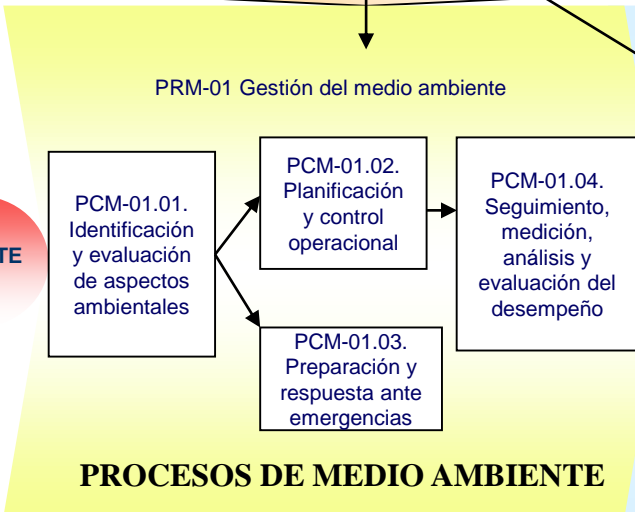 PRM-01 Gestión del medio ambiente
PCM-01.01.
Identificación
y evaluación
de aspectos
ambientales
PCM-01.02.
Planificación
y control
operacional
PCM-01.03.
Preparación y
respuesta ante
emergencias
PCM-01.04.
Seguimiento,
medición,
análisis y
evaluación del
desempeño
TE
PROCESOS DE MEDIO AMBIENTE